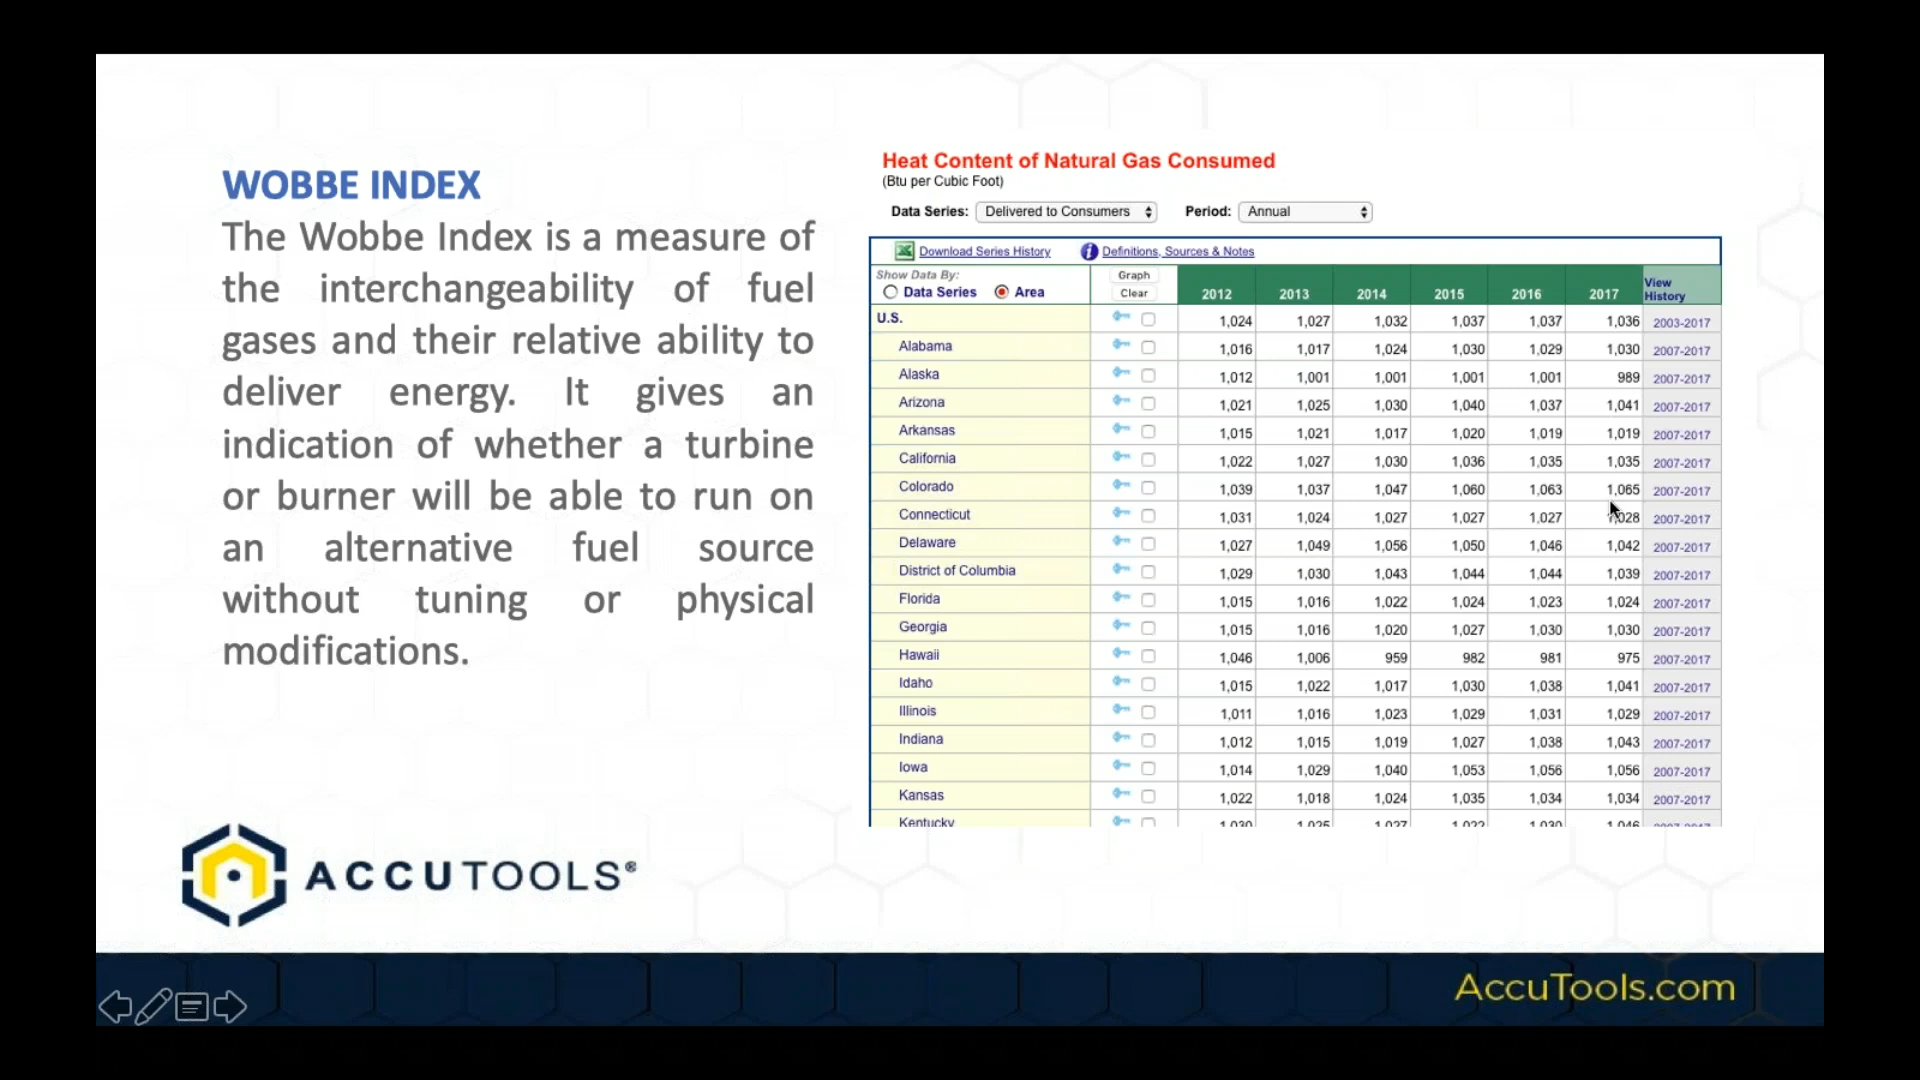 WOBBE INDEX
The Wobbe Index is a measure of
the interchangeability of fuel
gases and their relative ability to
deliver energy. It gives an
indication of whether a turbine
or burner will be able to run on
an alternative fuel source
without tuning or physical
modifications.
Heat Content of Natural Gas Consumed
(Btu per Cubic Foot)
Data Series: Delivered to Consumers Period: Annual
Download Series History Definitions, Sources & Notes
Show Data By:
Data Series Area
Graph
Clear
2012 2013 2014 2015 2016 2017 View History
U.S. 1,024 1,027 1,032 1,037 1,037 1,036 2003-2017
Alabama 1,016 1,017 1,024 1,030 1,029 1,030 2007-2017
Alaska 1,012 1,001 1,001 1,001 1,001 989 2007-2017
Arizona 1,021 1,025 1,030 1,040 1,037 1,041 2007-2017
Arkansas 1,015 1,021 1,017 1,020 1,019 1,019 2007-2017
California 1,022 1,027 1,030 1,036 1,035 1,035 2007-2017
Colorado 1,039 1,037 1,047 1,060 1,063 1,065 2007-2017
Connecticut 1,031 1,024 1,027 1,027 1,027 1,028 2007-2017
Delaware 1,027 1,049 1,056 1,050 1,046 1,042 2007-2017
District of Columbia 1,029 1,030 1,043 1,044 1,044 1,039 2007-2017
Florida 1,015 1,016 1,022 1,024 1,023 1,024 2007-2017
Georgia 1,015 1,016 1,020 1,027 1,030 1,030 2007-2017
Hawaii 1,046 1,006 959 982 981 975 2007-2017
Idaho 1,015 1,022 1,017 1,030 1,038 1,041 2007-2017
Illinois 1,011 1,016 1,023 1,029 1,031 1,029 2007-2017
Indiana 1,012 1,015 1,019 1,027 1,038 1,043 2007-2017
Iowa 1,014 1,029 1,040 1,053 1,056 1,056 2007-2017
Kansas 1,022 1,018 1,024 1,035 1,034 1,034 2007-2017
Kentucky
ACCUTOOLS®
AccuTools.com